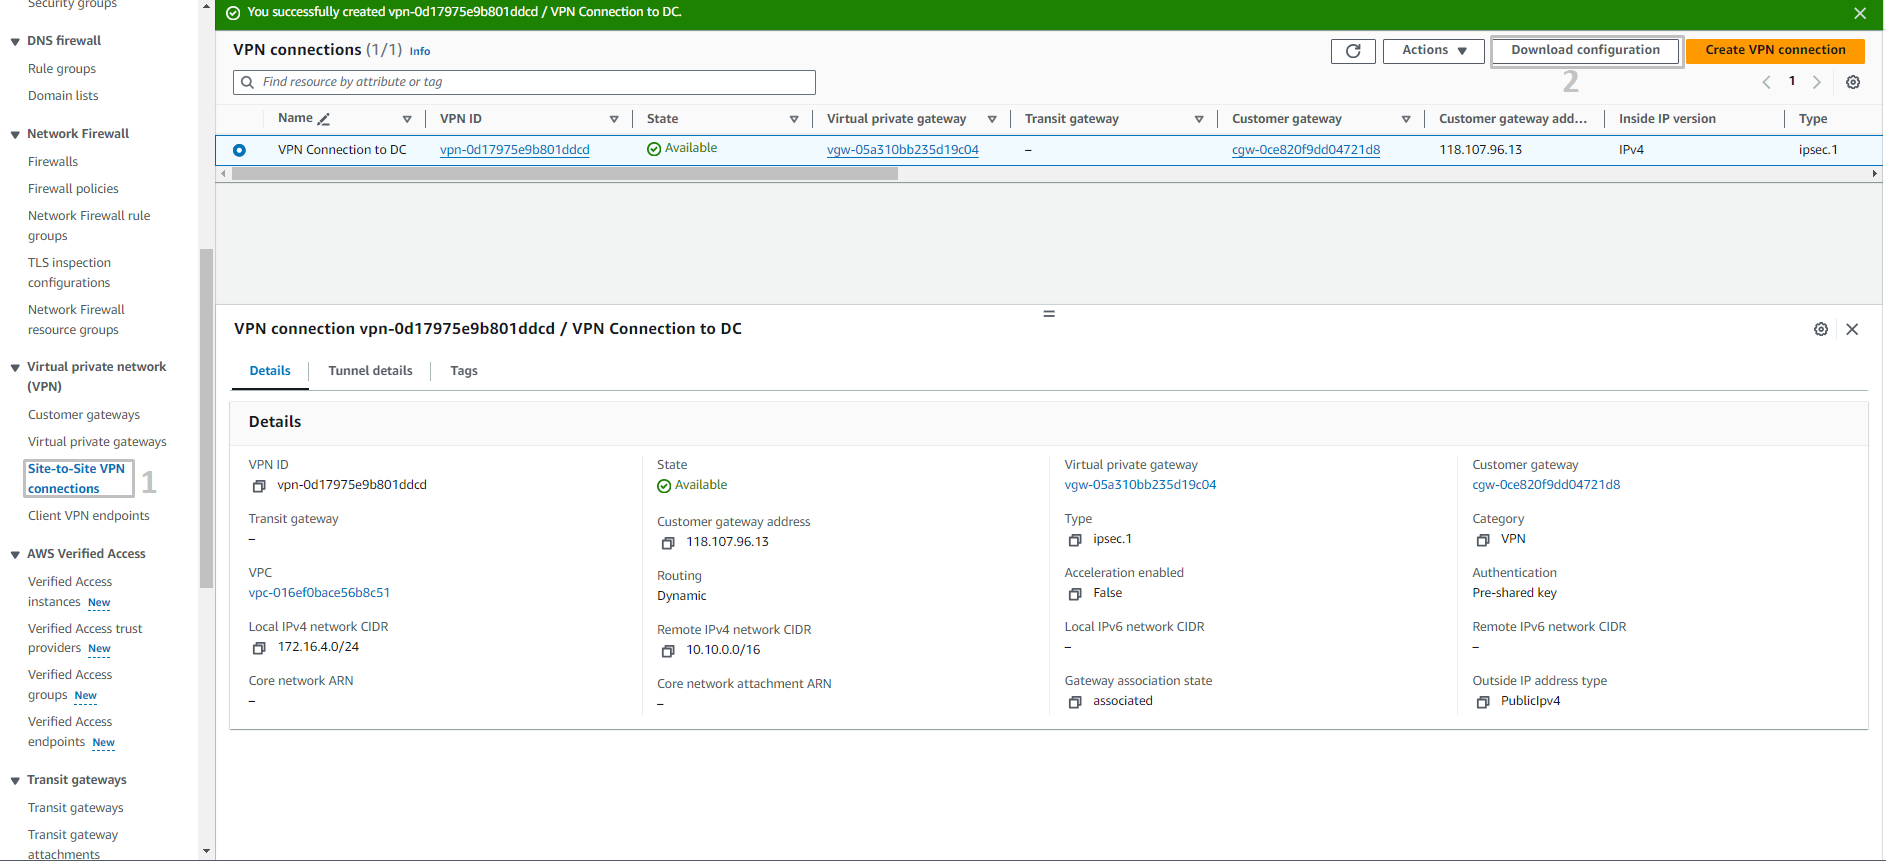 Security groups
DNS firewall
Rule groups
Domain lists
Network Firewall
Firewalls
Firewall policies
Network Firewall rule
groups
TLS inspection
configurations
Network Firewall
resource groups
Virtual private network
(VPN)
Customer gateways
Virtual private gateways
Site-to-Site VPN
connections
1
Client VPN endpoints
AWS Verified Access
Verified Access
instances New
Verified Access trust
providers New
Verified Access
groups New
Verified Access
endpoints New
Transit gateways
Transit gateways
Transit gateway
attachments
You successfully created vpn-0d17975e9b801ddcd / VPN Connection to DC.
VPN connections (1/1) Info
Actions
Download configuration
Create VPN connection
2
Find resource by attribute or tag
1
Name VPN ID State Virtual private gateway Transit gateway Customer gateway Customer gateway add... Inside IP version Type
VPN Connection to DC vpn-0d17975e9b801ddcd Available vgw-05a310bb235d19c04 – cgw-0ce820f9dd04721d8 118.107.96.13 IPv4 ipsec.1
VPN connection vpn-0d17975e9b801ddcd / VPN Connection to DC
Details Tunnel details Tags
Details
VPN ID
vpn-0d17975e9b801ddcd
State
Available
Virtual private gateway
vgw-05a310bb235d19c04
Customer gateway
cgw-0ce820f9dd04721d8
Transit gateway
–
Customer gateway address
118.107.96.13
Type
ipsec.1
Category
VPN
VPC
vpc-016ef0bace56b8c51
Routing
Dynamic
Acceleration enabled
False
Authentication
Pre-shared key
Local IPv4 network CIDR
172.16.4.0/24
Remote IPv4 network CIDR
10.10.0.0/16
Local IPv6 network CIDR
–
Remote IPv6 network CIDR
–
Core network ARN
–
Core network attachment ARN
–
Gateway association state
associated
Outside IP address type
PublicIpv4